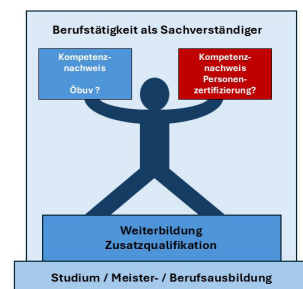 Berufstätigkeit als Sachverständiger
Kompetenz-
nachweis
Öbuv ?
Kompetenz-
nachweis
Personen-
zertifizierung?
Weiterbildung
Zusatzqualifikation
Studium / Meister- / Berufsausbildung